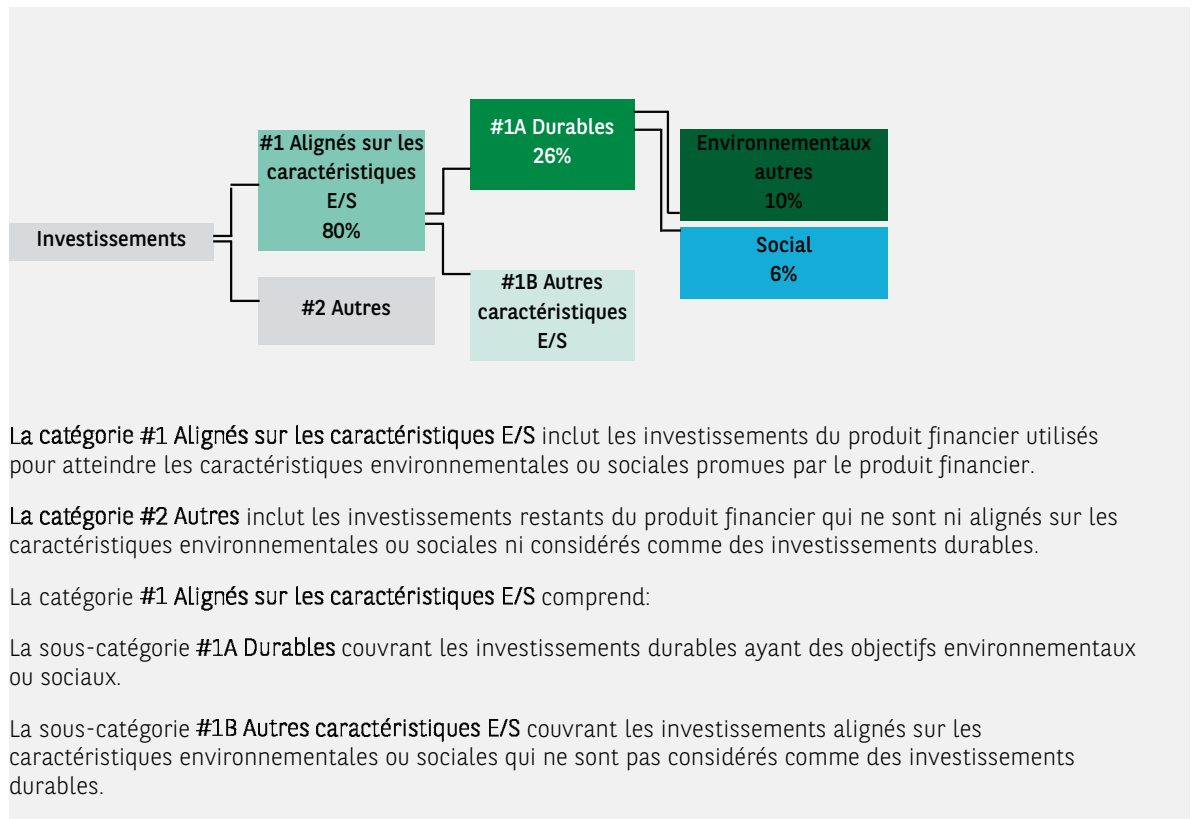 Investissements
#1 Alignés sur les
caractéristiques
E/S
80%
#2 Autres
#1A Durables
26%
#1B Autres
caractéristiques
E/S
Environnementaux
autres
10%
Social
6%
La catégorie #1 Alignés sur les caractéristiques E/S inclut les investissements du produit financier utilisés
pour atteindre les caractéristiques environnementales ou sociales promues par le produit financier.
La catégorie #2 Autres inclut les investissements restants du produit financier qui ne sont ni alignés sur les
caractéristiques environnementales ou sociales ni considérés comme des investissements durables.
La catégorie #1 Alignés sur les caractéristiques E/S comprend:
La sous-catégorie #1A Durables couvrant les investissements durables ayant des objectifs environnementaux
ou sociaux.
La sous-catégorie #1B Autres caractéristiques E/S couvrant les investissements alignés sur les
caractéristiques environnementales ou sociales qui ne sont pas considérés comme des investissements
durables.